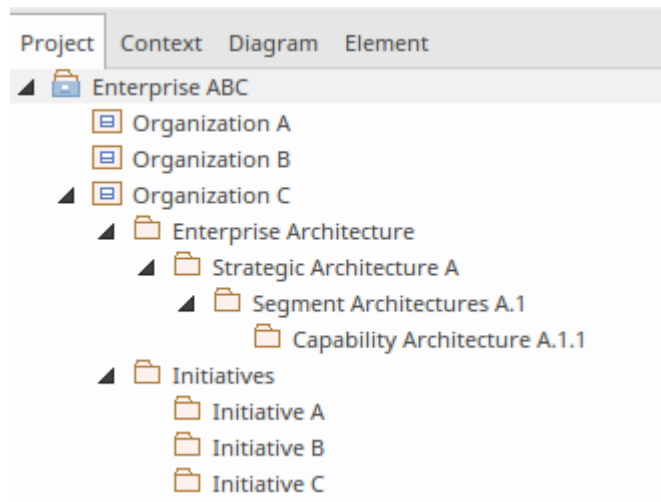 Project Context Diagram Element
Enterprise ABC
Organization A
Organization B
Organization C
Enterprise Architecture
Strategic Architecture A
Segment Architectures A.1
Capability Architecture A.1.1
Initiatives
Initiative A
Initiative B
Initiative C